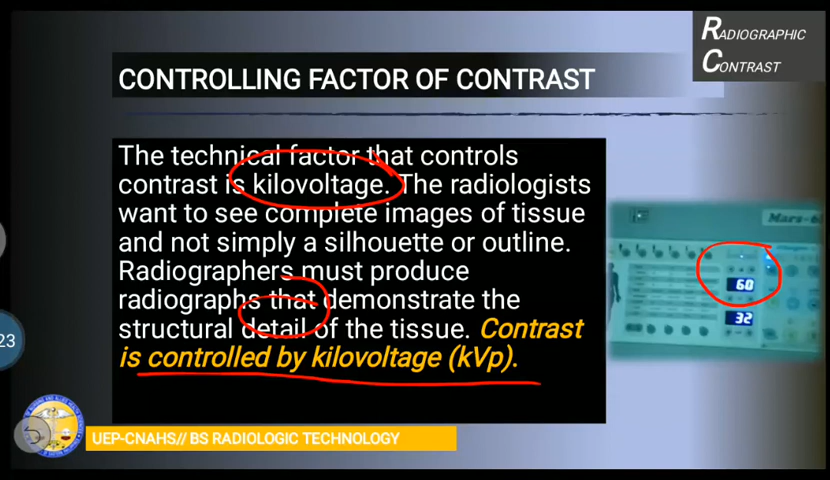 RADIOGRAPHIC
CONTRAST
CONTROLLING FACTOR OF CONTRAST
The technical factor that controls
contrast is kilovoltage. The radiologists
want to see complete images of tissue
and not simply a silhouette or outline.
Radiographers must produce
radiographs that demonstrate the
structural detail of the tissue. Contrast
is controlled by kilovoltage (kVp).
Mars-6
60
32
23
UEP-CNAHS// BS RADIOLOGIC TECHNOLOGY